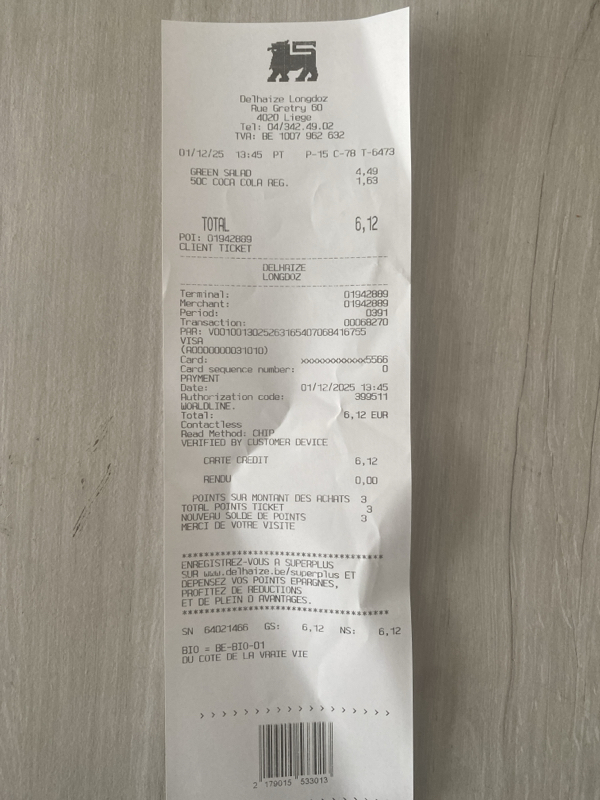 Delhaize Longdoz
Rue Gretry 60
4020 Liege
Tel: 04/342.49.02
TVA: BE 1007 962 632
01/12/25 13:45 PT P-15 C-78 T-6473
GREEN SALAD 4,49
50C COCA COLA REG. 1,63
TOTAL 6,12
POI: 01942889
CLIENT TICKET
DELHAIZE
LONGDOZ
Terminal: 01942889
Merchant: 01942889
Period: 0391
Transaction: 00068270
PAR: V0010013025263165407068416755
VISA
(A0000000031010)
Card: xxxxxxxxxxxx5566
Card sequence number: 0
PAYMENT
Date: 01/12/2025 13:45
Authorization code: 399511
WORLDLINE.
Total: 6,12 EUR
Contactless
Read Method: CHIP
VERIFIED BY CUSTOMER DEVICE
CARTE CREDIT 6,12
RENDU 0,00
POINTS SUR MONTANT DES ACHATS 3
TOTAL POINTS TICKET 3
NOUVEAU SOLDE DE POINTS 3
MERCI DE VOTRE VISITE
****************************************
ENREGISTREZ-VOUS A SUPERPLUS
SUR www.delhaize.be/superplus ET
DEPENSEZ VOS POINTS EPARGNES,
PROFITEZ DE REDUCTIONS
ET DE PLEIN D AVANTAGES.
****************************************
SN 64021466 GS: 6,12 NS: 6,12
BIO = BE-BIO-01
DU COTE DE LA VRAIE VIE
> > > > > > > > > > > > > > >
2 179015 533013